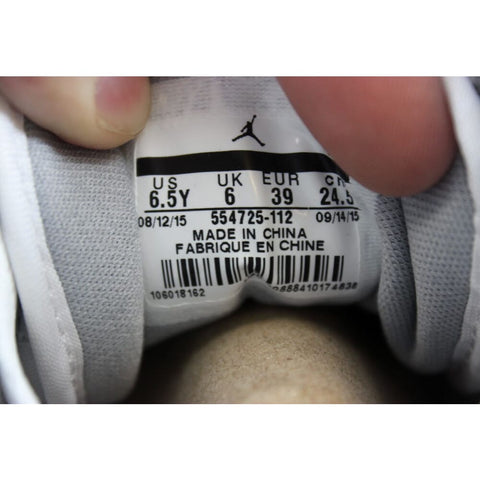 US UK EUR
6.5Y 6 39 24.5
08/12/15 554725-112 09/14/15
MADE IN CHINA
FABRIQUE EN CHINE
106018162